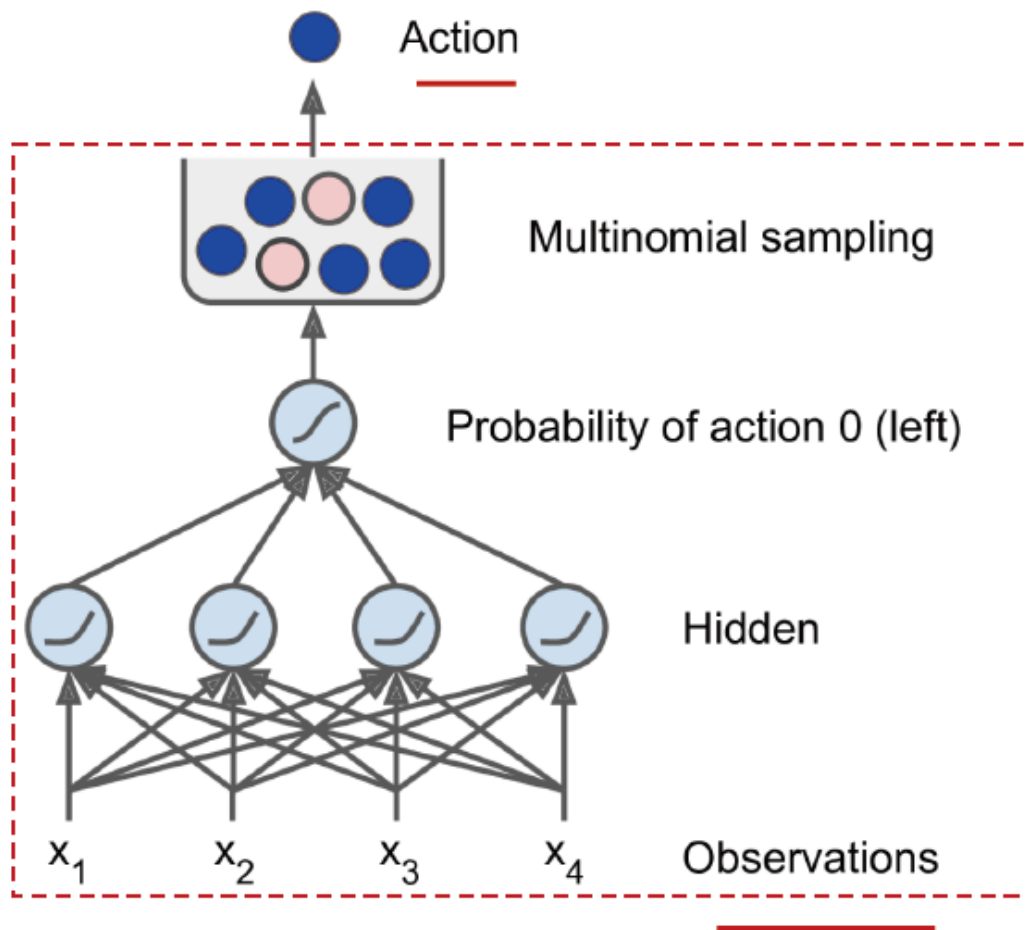 Action
Multinomial sampling
Probability of action 0 (left)
Hidden
x₁ x₂ x₃ x₄ Observations